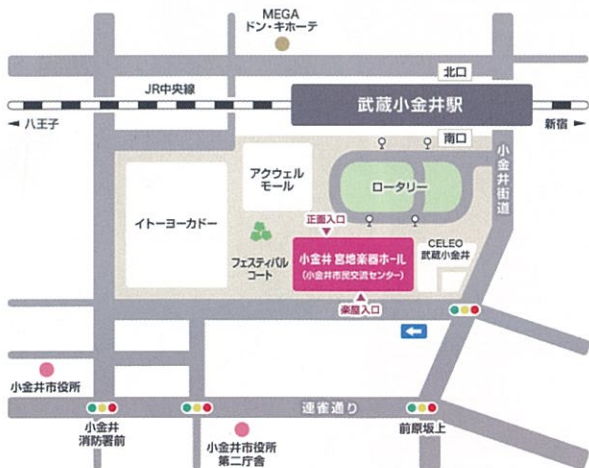 MEGA
ドン・キホーテ
北口
JR中央線
武蔵小金井駅
八王子
新宿
南口
小金井街道
アクウェル
モール
ロータリー
イトーヨーカドー
正面入口
フェスティバル
コート
小金井 宮地楽器ホール
(小金井市民交流センター)
CELEO
武蔵小金井
楽屋入口
小金井市役所
連雀通り
小金井
消防署前
小金井市役所
第二庁舎
前原坂上